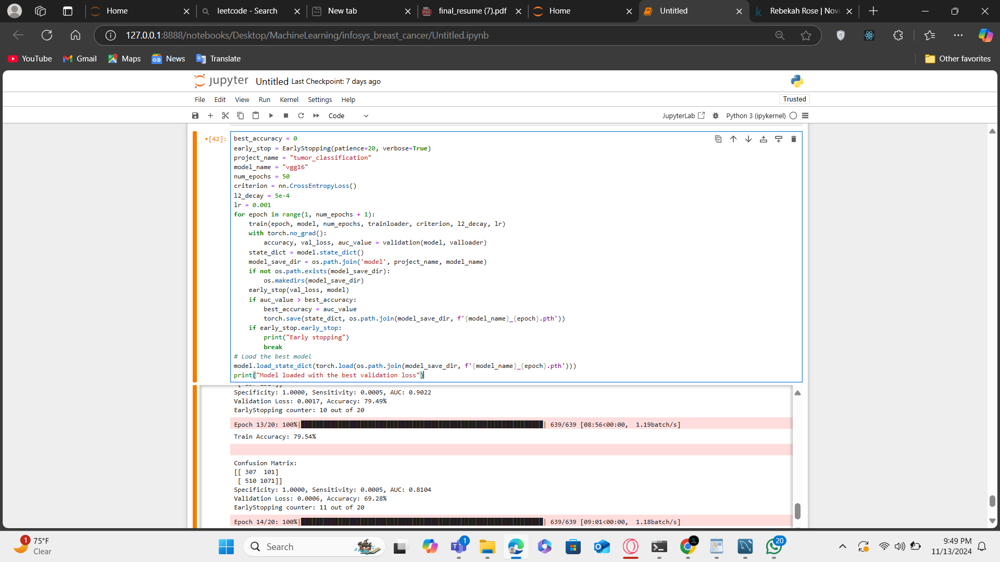 Home
leetcode - Search
New tab
final_resume (7).pdf
Home
Untitled
Rebekah Rose | Novi
127.0.0.1:8888/notebooks/Desktop/MachineLearning/infosys_breast_cancer/Untitled.ipynb
YouTube
Gmail
Maps
News
Translate
Other favorites
jupyter
Untitled Last Checkpoint: 7 days ago
File Edit View Run Kernel Settings Help
Trusted
Code
JupyterLab
Python 3 (ipykernel)
•[42]:
best_accuracy = 0
early_stop = EarlyStopping(patience=20, verbose=True)
project_name = "tumor_classification"
model_name = "vgg16"
num_epochs = 50
criterion = nn.CrossEntropyLoss()
l2_decay = 5e-4
lr = 0.001
for epoch in range(1, num_epochs + 1):
    train(epoch, model, num_epochs, trainloader, criterion, l2_decay, lr)
    with torch.no_grad():
        accuracy, val_loss, auc_value = validation(model, valloader)
    state_dict = model.state_dict()
    model_save_dir = os.path.join('model', project_name, model_name)
    if not os.path.exists(model_save_dir):
        os.makedirs(model_save_dir)
    early_stop(val_loss, model)
    if auc_value > best_accuracy:
        best_accuracy = auc_value
        torch.save(state_dict, os.path.join(model_save_dir, f'{model_name}_{epoch}.pth'))
    if early_stop.early_stop:
        print("Early stopping")
        break
# Load the best model
model.load_state_dict(torch.load(os.path.join(model_save_dir, f'{model_name}_{epoch}.pth')))
print("Model loaded with the best validation loss")
Specificity: 1.0000, Sensitivity: 0.0005, AUC: 0.9022
Validation Loss: 0.0017, Accuracy: 79.49%
EarlyStopping counter: 10 out of 20
Epoch 13/20: 100%| | 639/639 [08:56<00:00, 1.19batch/s]
Train Accuracy: 79.54%
Confusion Matrix:
[[ 307  101]
 [ 510 1071]]
Specificity: 1.0000, Sensitivity: 0.0005, AUC: 0.8104
Validation Loss: 0.0006, Accuracy: 69.28%
EarlyStopping counter: 11 out of 20
Epoch 14/20: 100%| | 639/639 [09:01<00:00, 1.18batch/s]
1
75°F
Clear
Search
1
20
9:49 PM
11/13/2024